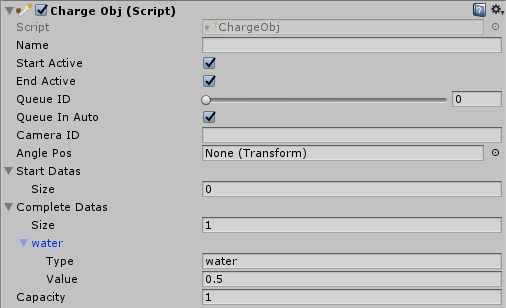 Charge Obj (Script)
Script ChargeObj
Name
Start Active
End Active
Queue ID 0
Queue In Auto
Camera ID
Angle Pos None (Transform)
Start Datas
Size 0
Complete Datas
Size 1
water
Type water
Value 0.5
Capacity 1